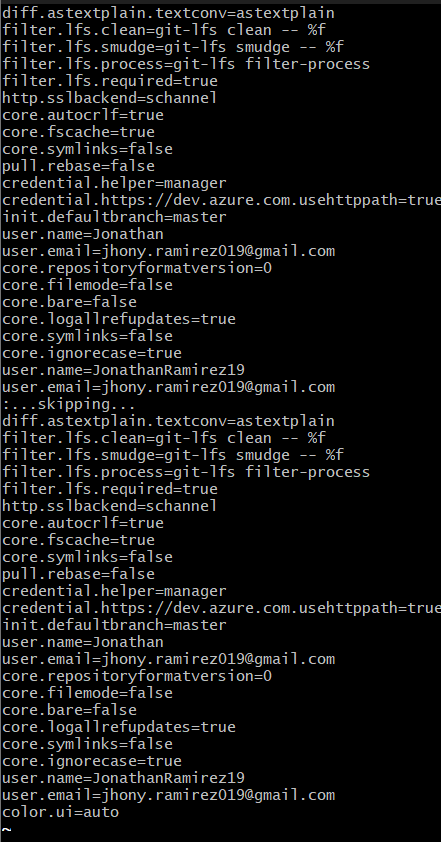 diff.astextplain.textconv=astextplain
filter.lfs.clean=git-lfs clean -- %f
filter.lfs.smudge=git-lfs smudge -- %f
filter.lfs.process=git-lfs filter-process
filter.lfs.required=true
http.sslbackend=schannel
core.autocrlf=true
core.fscache=true
core.symlinks=false
pull.rebase=false
credential.helper=manager
credential.https://dev.azure.com.usehttppath=true
init.defaultbranch=master
user.name=Jonathan
user.email=jhony.ramirez019@gmail.com
core.repositoryformatversion=0
core.filemode=false
core.bare=false
core.logallrefupdates=true
core.symlinks=false
core.ignorecase=true
user.name=JonathanRamirez19
user.email=jhony.ramirez019@gmail.com
:...skipping...
diff.astextplain.textconv=astextplain
filter.lfs.clean=git-lfs clean -- %f
filter.lfs.smudge=git-lfs smudge -- %f
filter.lfs.process=git-lfs filter-process
filter.lfs.required=true
http.sslbackend=schannel
core.autocrlf=true
core.fscache=true
core.symlinks=false
pull.rebase=false
credential.helper=manager
credential.https://dev.azure.com.usehttppath=true
init.defaultbranch=master
user.name=Jonathan
user.email=jhony.ramirez019@gmail.com
core.repositoryformatversion=0
core.filemode=false
core.bare=false
core.logallrefupdates=true
core.symlinks=false
core.ignorecase=true
user.name=JonathanRamirez19
user.email=jhony.ramirez019@gmail.com
color.ui=auto
~